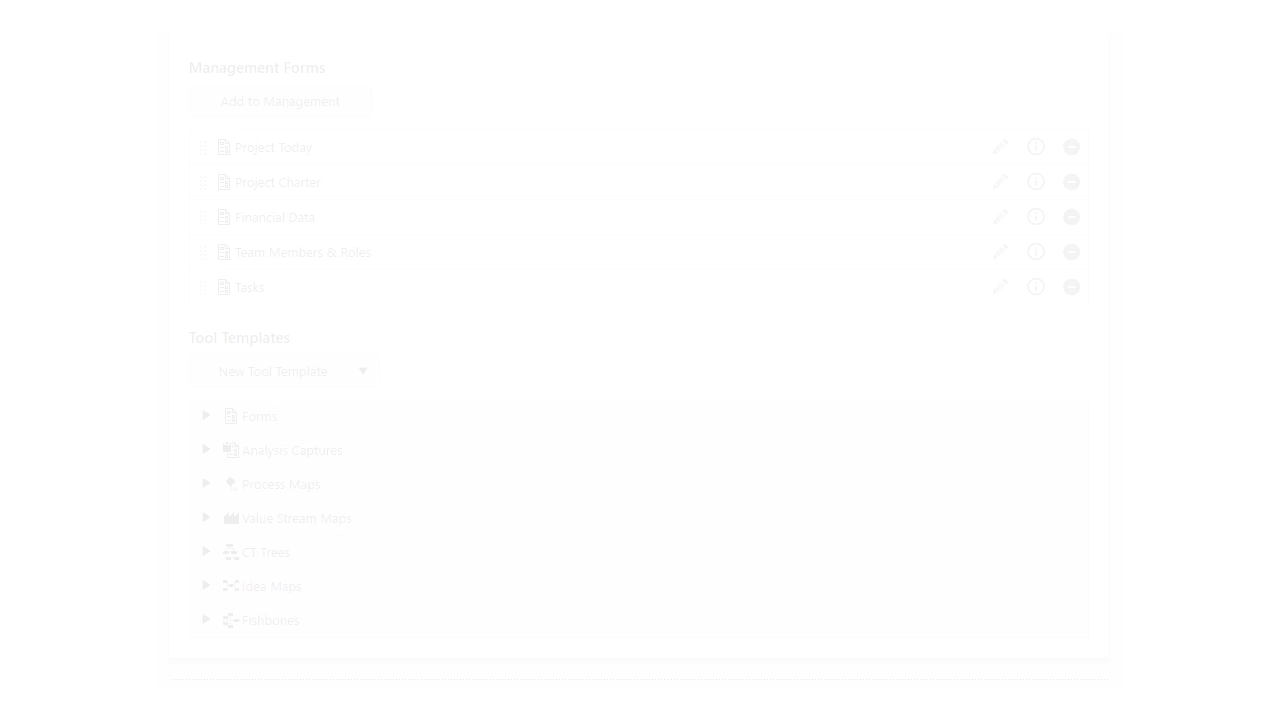 Management Forms
Add to Management
Project Today
Project Charter
Financial Data
Team Members & Roles
Tasks
Tool Templates
New Tool Template
Forms
Analysis Captures
Process Maps
Value Stream Maps
CT Trees
Idea Maps
Fishbones